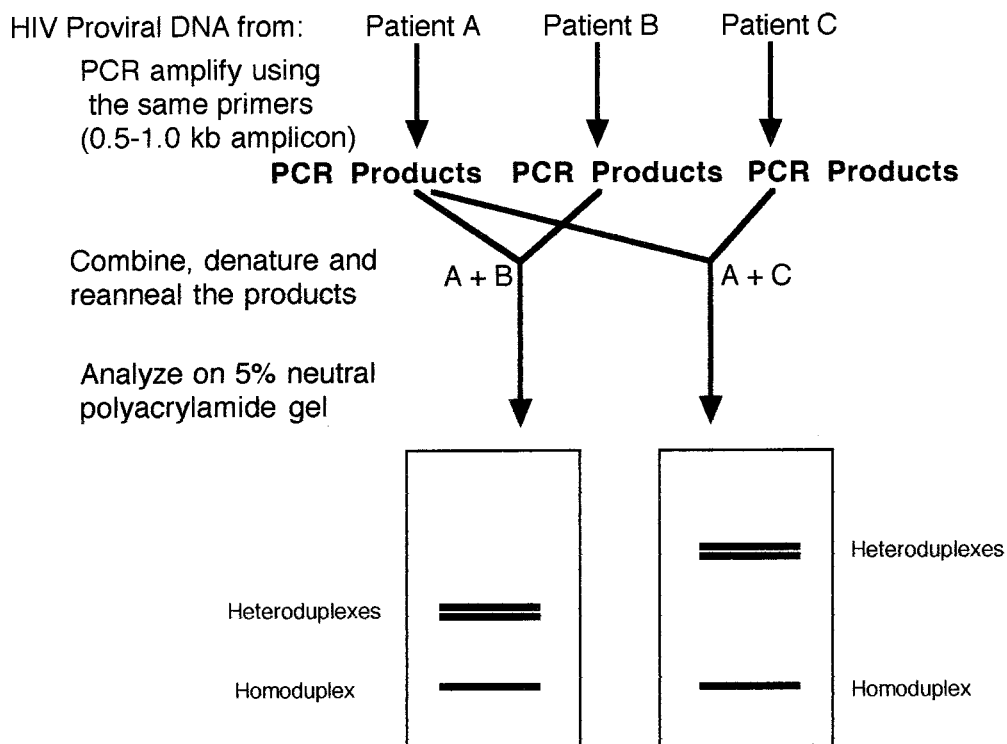 HIV Proviral DNA from:
Patient A
Patient B
Patient C
PCR amplify using
the same primers
(0.5-1.0 kb amplicon)
PCR Products
PCR Products
PCR Products
Combine, denature and
reanneal the products
A + B
A + C
Analyze on 5% neutral
polyacrylamide gel
Heteroduplexes
Heteroduplexes
Homoduplex
Homoduplex